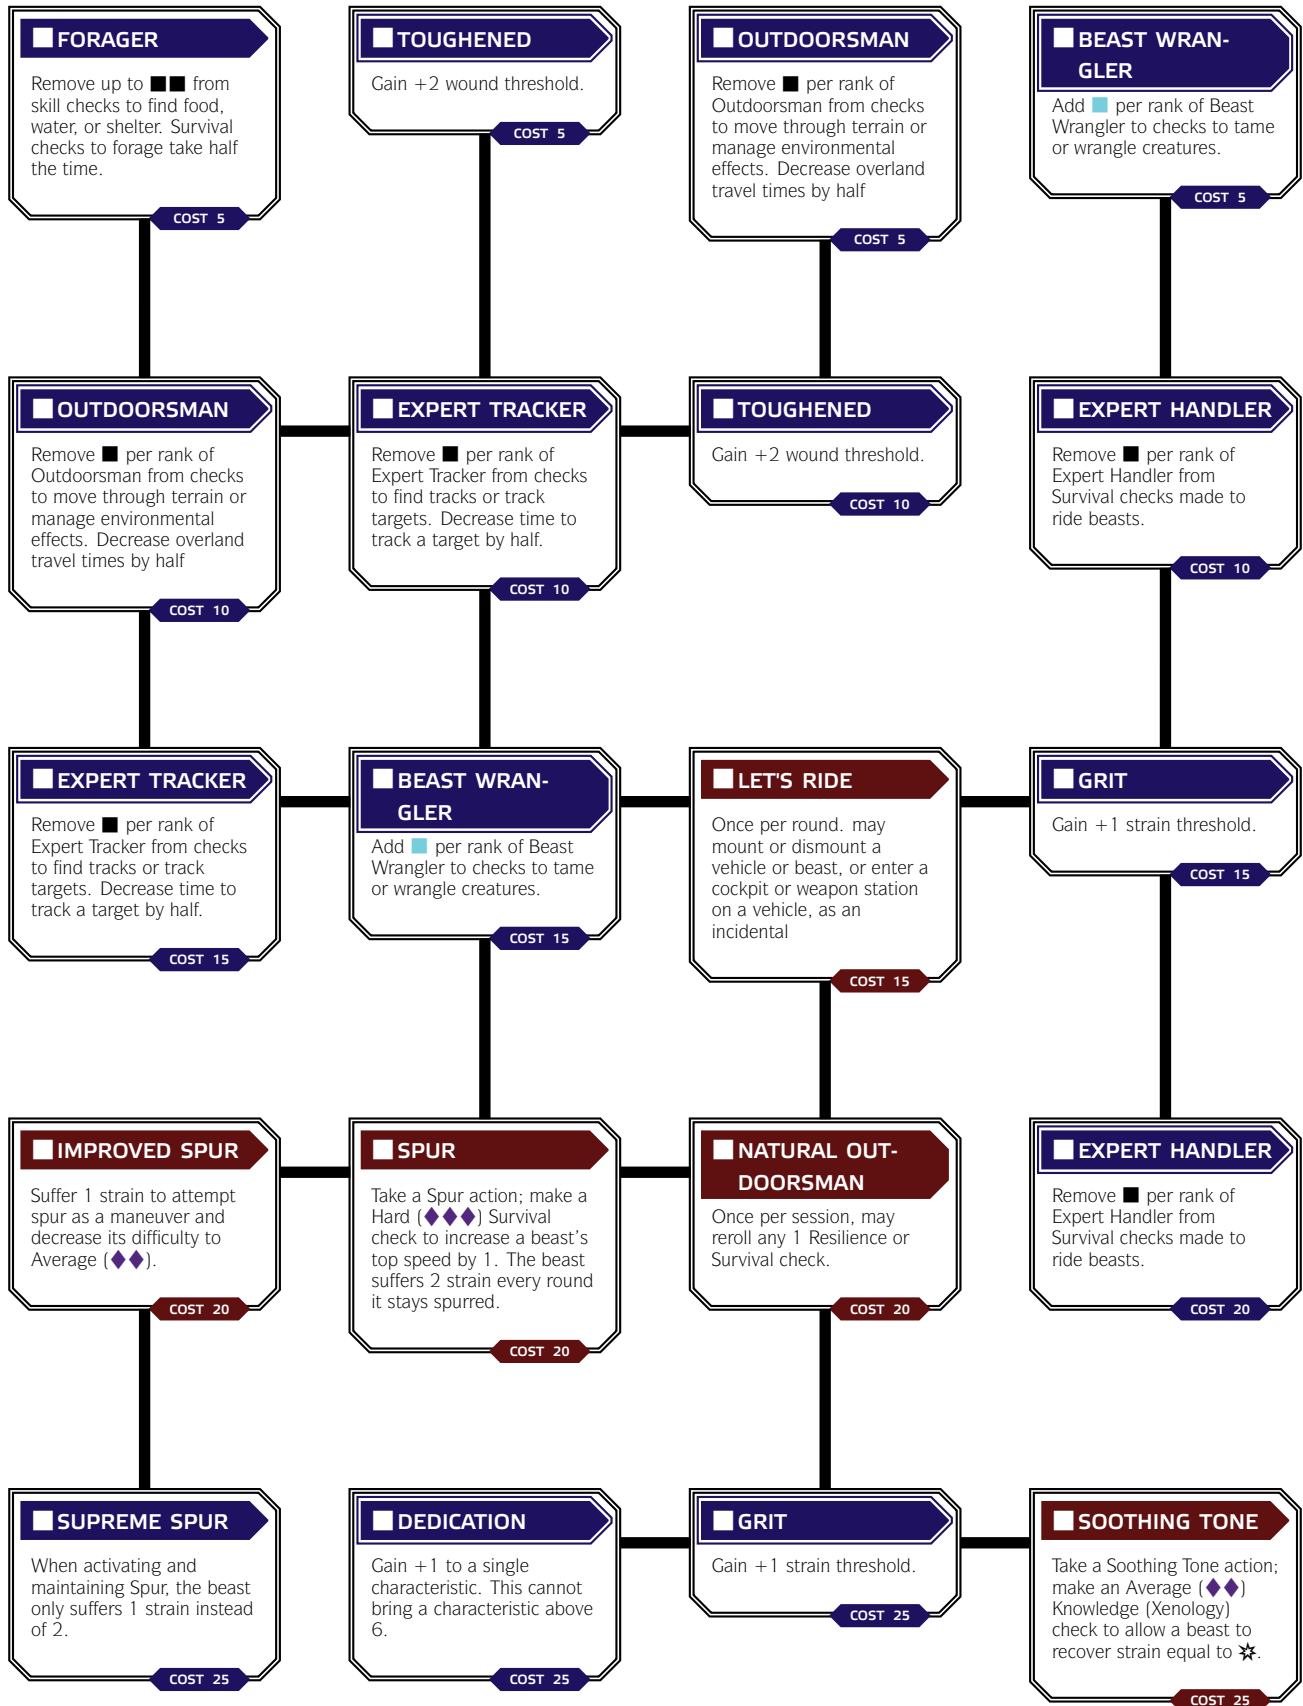 FORAGER
Remove up to ■■ from
skill checks to find food,
water, or shelter. Survival
checks to forage take half
the time.
COST 5
TOUGHENED
Gain +2 wound threshold.
COST 5
OUTDOORSMAN
Remove ■ per rank of
Outdoorsman from checks
to move through terrain or
manage environmental
effects. Decrease overland
travel times by half
COST 5
BEAST WRAN-
GLER
Add ■ per rank of Beast
Wrangler to checks to tame
or wrangle creatures.
COST 5
OUTDOORSMAN
Remove ■ per rank of
Outdoorsman from checks
to move through terrain or
manage environmental
effects. Decrease overland
travel times by half
COST 10
EXPERT TRACKER
Remove ■ per rank of
Expert Tracker from checks
to find tracks or track
targets. Decrease time to
track a target by half.
COST 10
TOUGHENED
Gain +2 wound threshold.
COST 10
EXPERT HANDLER
Remove ■ per rank of
Expert Handler from
Survival checks made to
ride beasts.
COST 10
EXPERT TRACKER
Remove ■ per rank of
Expert Tracker from checks
to find tracks or track
targets. Decrease time to
track a target by half.
COST 15
BEAST WRAN-
GLER
Add ■ per rank of Beast
Wrangler to checks to tame
or wrangle creatures.
COST 15
LET'S RIDE
Once per round. may
mount or dismount a
vehicle or beast, or enter a
cockpit or weapon station
on a vehicle, as an
incidental
COST 15
GRIT
Gain +1 strain threshold.
COST 15
IMPROVED SPUR
Suffer 1 strain to attempt
spur as a maneuver and
decrease its difficulty to
Average (◆◆).
COST 20
SPUR
Take a Spur action; make a
Hard (◆◆◆) Survival
check to increase a beast's
top speed by 1. The beast
suffers 2 strain every round
it stays spurred.
COST 20
NATURAL OUT-
DOORSMAN
Once per session, may
reroll any 1 Resilience or
Survival check.
COST 20
EXPERT HANDLER
Remove ■ per rank of
Expert Handler from
Survival checks made to
ride beasts.
COST 20
SUPREME SPUR
When activating and
maintaining Spur, the beast
only suffers 1 strain instead
of 2.
COST 25
DEDICATION
Gain +1 to a single
characteristic. This cannot
bring a characteristic above
6.
COST 25
GRIT
Gain +1 strain threshold.
COST 25
SOOTHING TONE
Take a Soothing Tone action;
make an Average (◆◆)
Knowledge (Xenology)
check to allow a beast to
recover strain equal to ✡.
COST 25